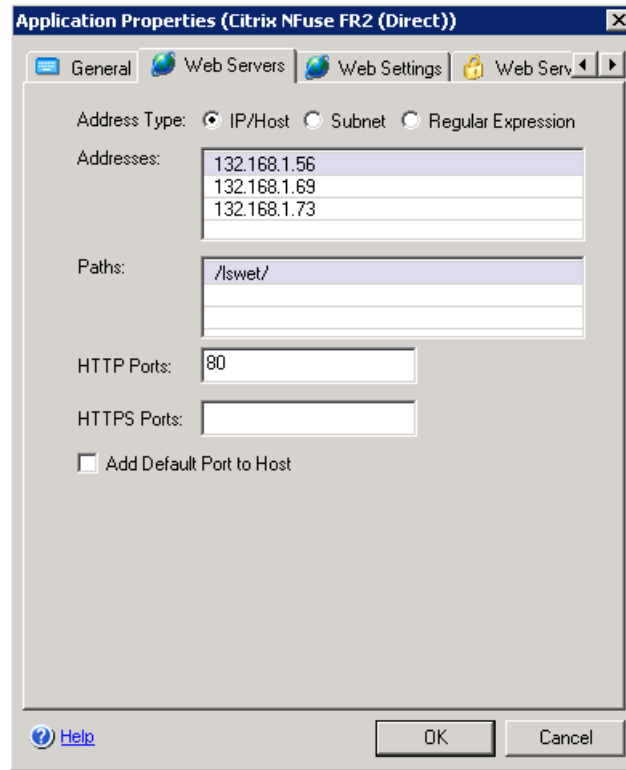 Application Properties (Citrix NFuse FR2 (Direct))
General Web Servers Web Settings Web Serv
Address Type: IP/Host Subnet Regular Expression
Addresses: 132.168.1.56
132.168.1.69
132.168.1.73
Paths: /lswet/
HTTP Ports: 80
HTTPS Ports:
Add Default Port to Host
Help OK Cancel